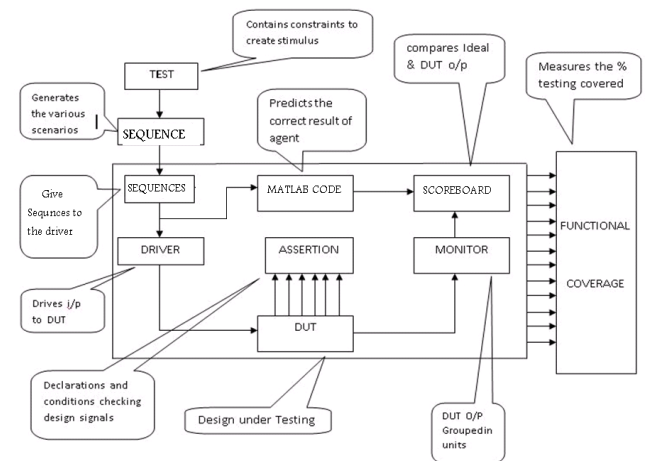 Contains constraints to
create stimulus
compares Ideal
& DUT o/p
Measures the %
testing covered
TEST
Generates
the various
scenarios
SEQUENCE
Predicts the
correct result of
agent
Give
Sequnces to
the driver
SEQUENCES
MATLAB CODE
SCOREBOARD
FUNCTIONAL
COVERAGE
DRIVER
ASSERTION
MONITOR
Drives i/p
to DUT
DUT
Declarations and
conditions checking
design signals
Design under Testing
DUT O/P
Groupedin
units